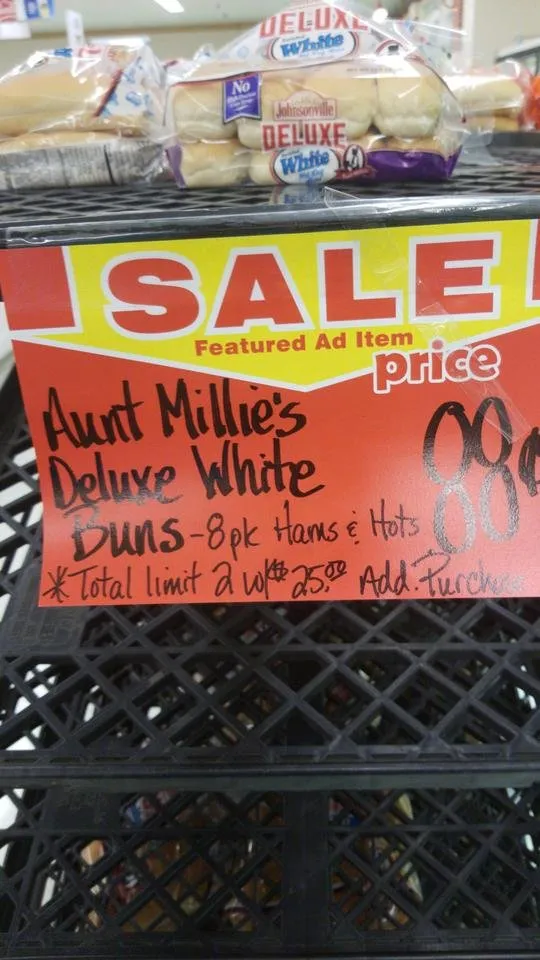 DELUXE
White
No
Johnsonville
DELUXE
White
SALE
Featured Ad Item
price
Aunt Millie's
Deluxe White
88¢
Buns-8pk Hams & Hots
*Total limit 2 w/ $25.00 Add. Purchase